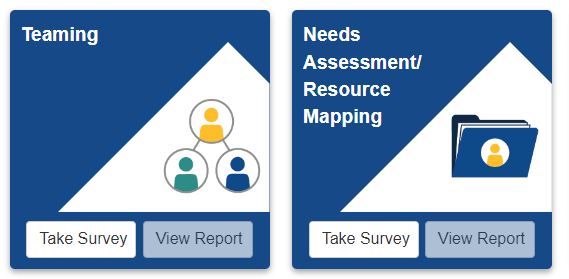 Teaming
Take Survey
View Report
Needs
Assessment/
Resource
Mapping
Take Survey
View Report